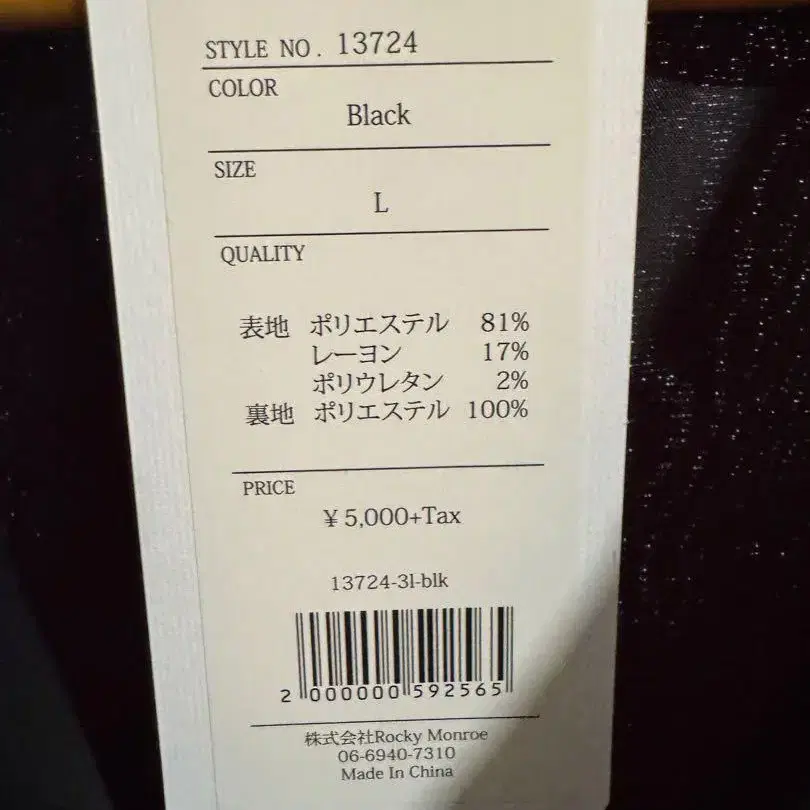 STYLE NO. 13724
COLOR
Black
SIZE
L
QUALITY
表地 ポリエステル 81%
レーヨン 17%
ポリウレタン 2%
裏地 ポリエステル 100%
PRICE
¥5,000+Tax
13724-3l-blk
2 000000 592565
株式会社Rocky Monroe
06-6940-7310
Made In China